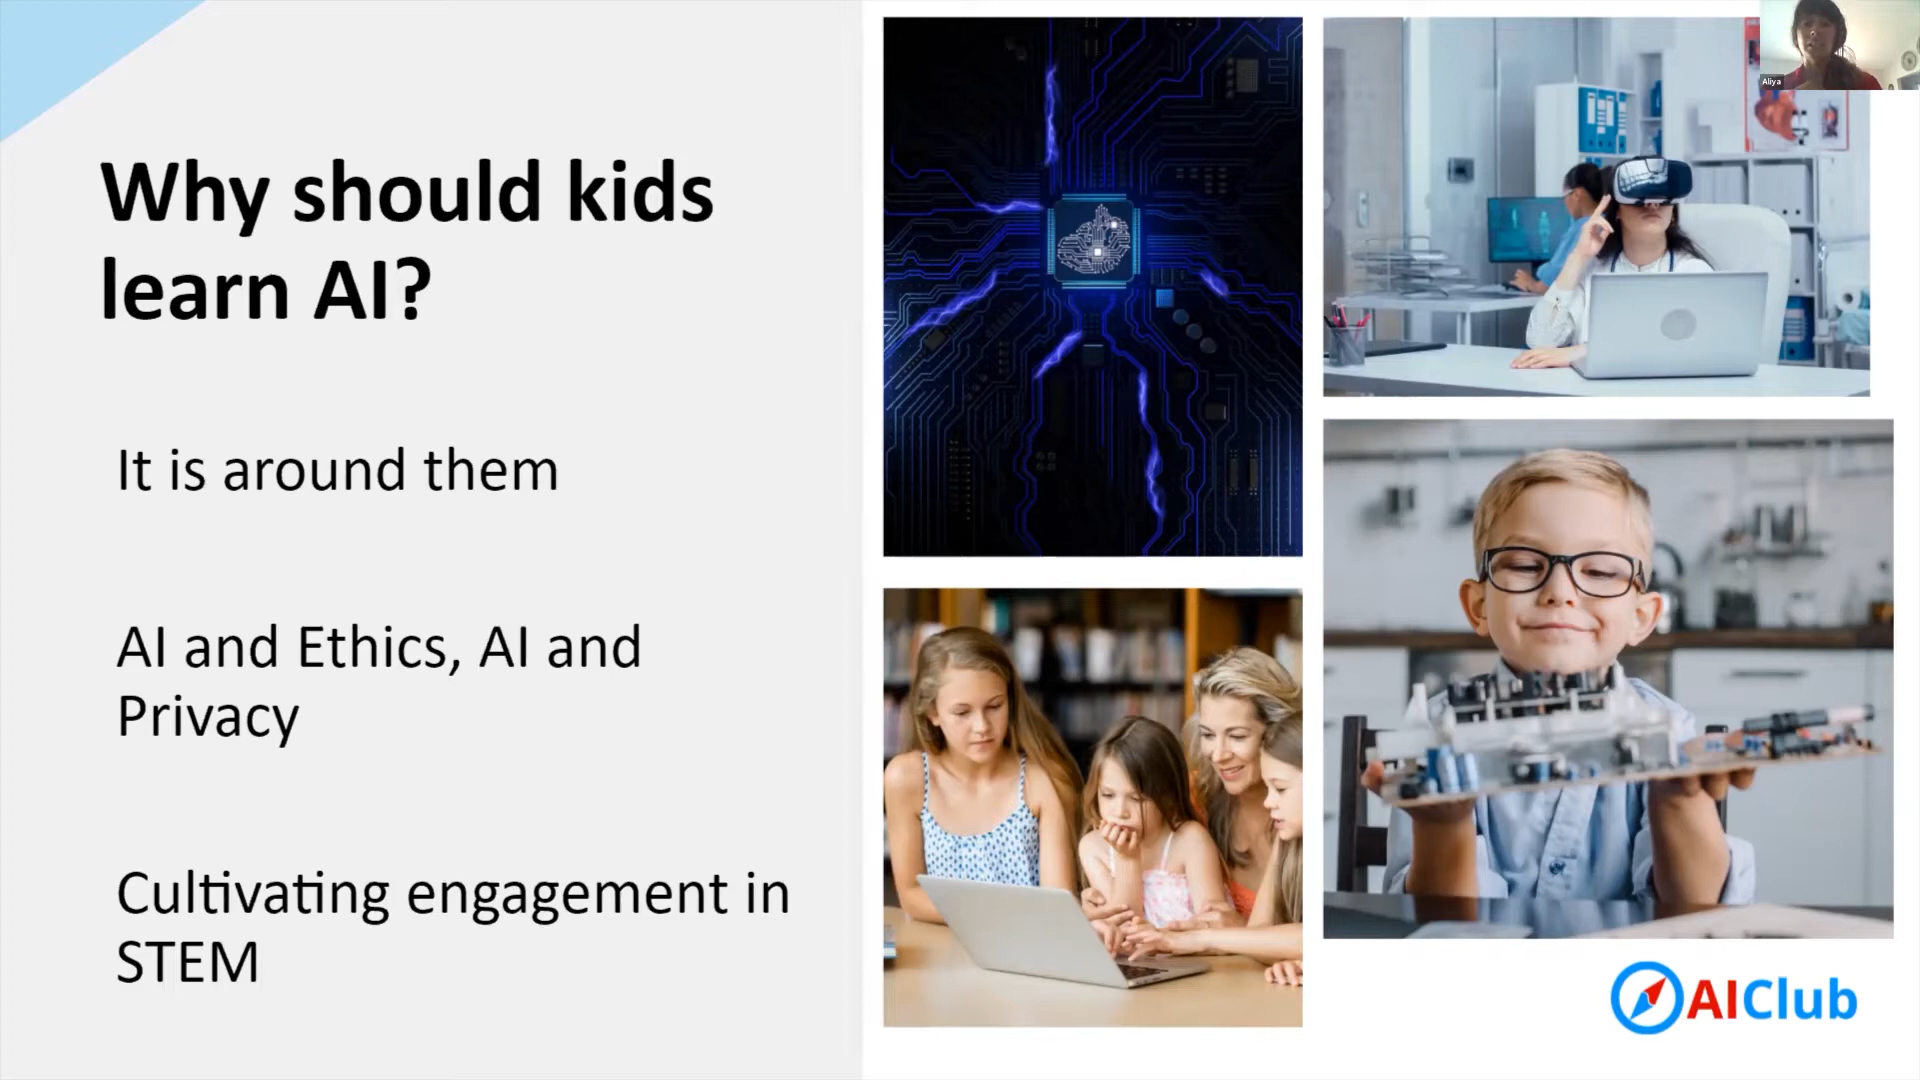 Why should kids
learn AI?
It is around them
AI and Ethics, AI and
Privacy
Cultivating engagement in
STEM
Aliya
AIClub